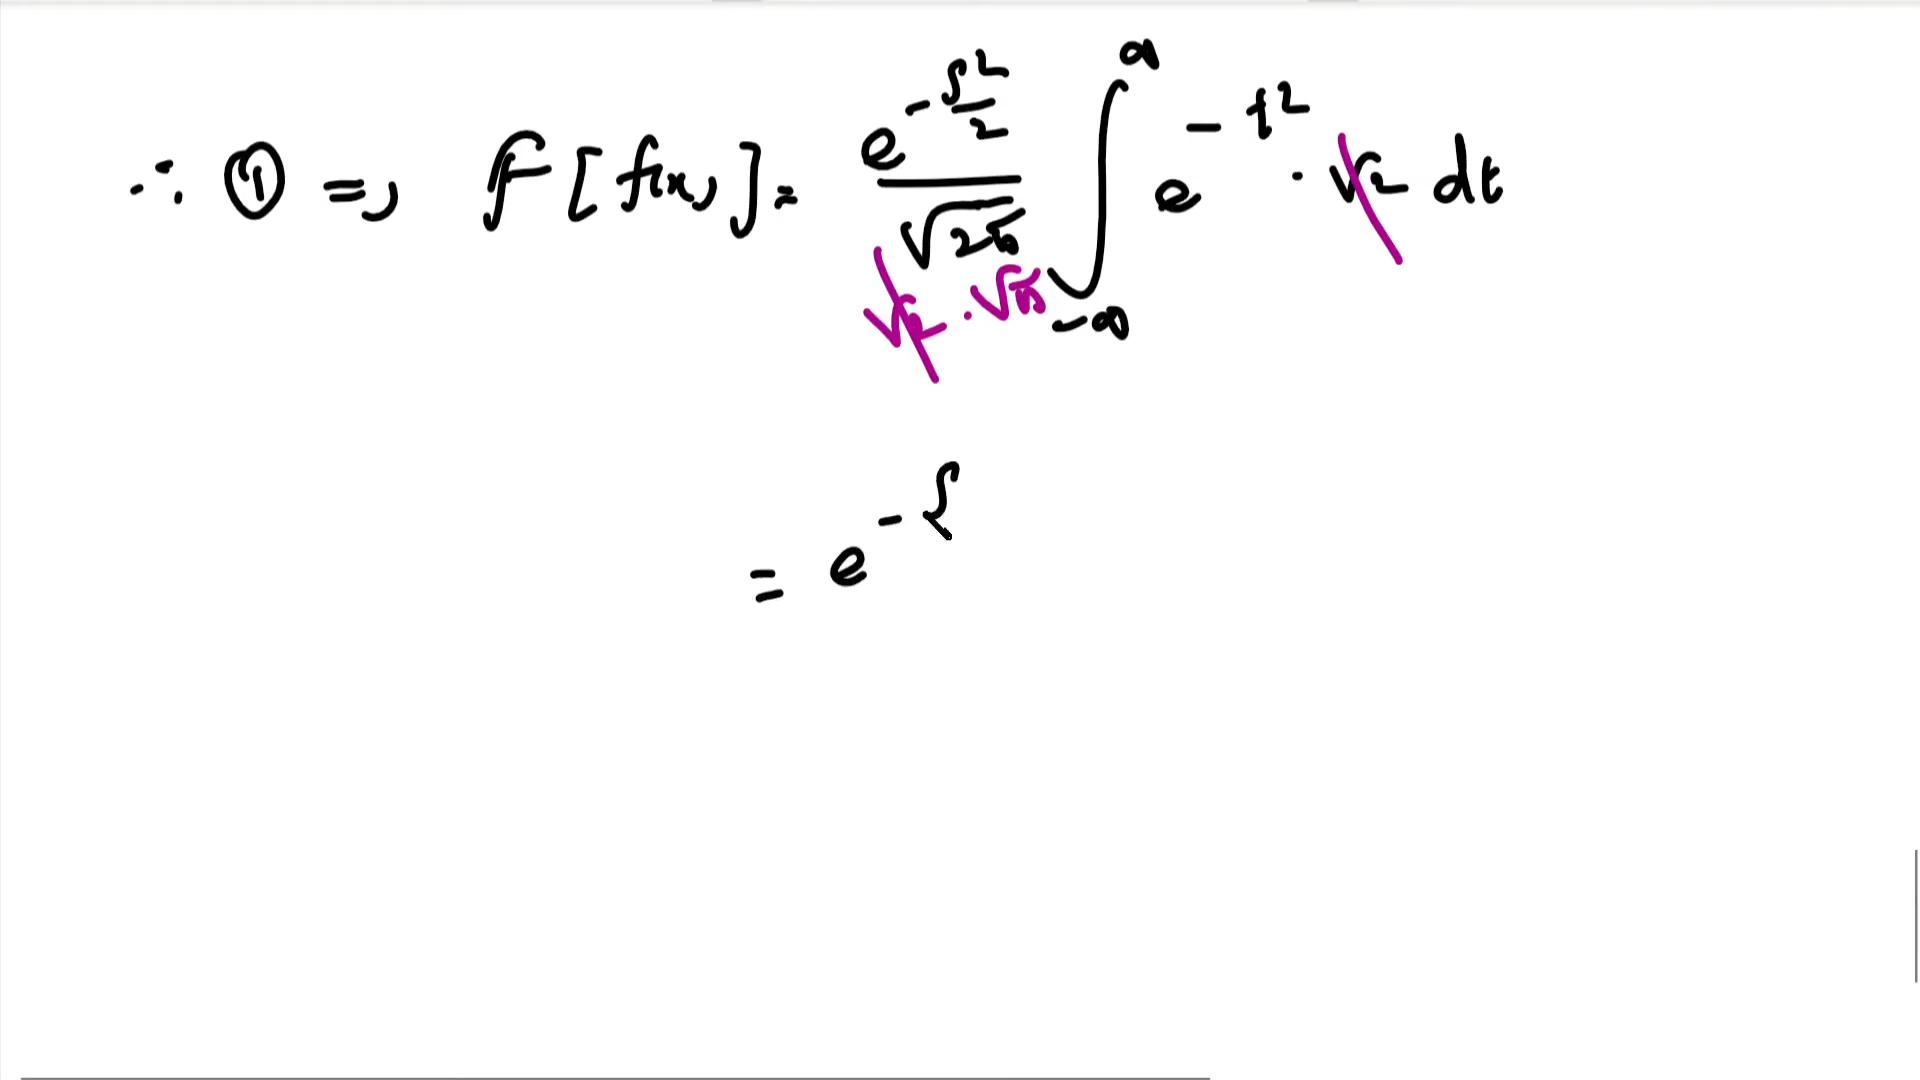 ∴ ① => F[f(x)] = e^{-s²/2}/√2π ∫_{-∞}^{∞} e^{-t²} · √2 dt
√2 · √π
= e^{-s